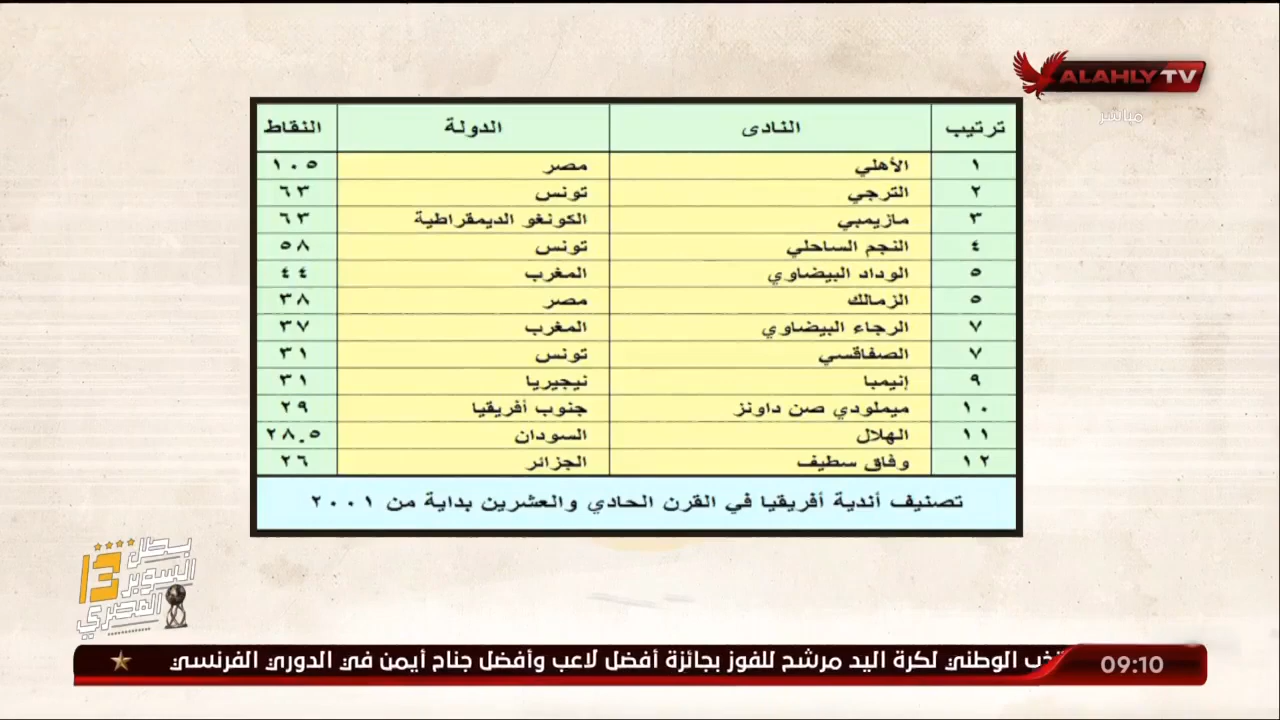 ALAHLY TV
مباشر
ترتيب النادى الدولة النقاط
١ الأهلي مصر ١٠٥
٢ الترجي تونس ٦٣
٣ مازيمبي الكونغو الديمقراطية ٦٣
٤ النجم الساحلي تونس ٥٨
٥ الوداد البيضاوي المغرب ٤٤
٥ الزمالك مصر ٣٨
٧ الرجاء البيضاوي المغرب ٣٧
٧ الصفاقسي تونس ٣١
٩ إنيمبا نيجيريا ٣١
١٠ ميملودي صن داونز جنوب أفريقيا ٢٩
١١ الهلال السودان ٢٨.٥
١٢ وفاق سطيف الجزائر ٢٦
تصنيف أندية أفريقيا في القرن الحادي والعشرين بداية من ٢٠٠١
بطل
السوبر 13
المصري
الوطني لكرة اليد مرشح للفوز بجائزة أفضل لاعب وأفضل جناح أيمن في الدوري الفرنسي
09:10